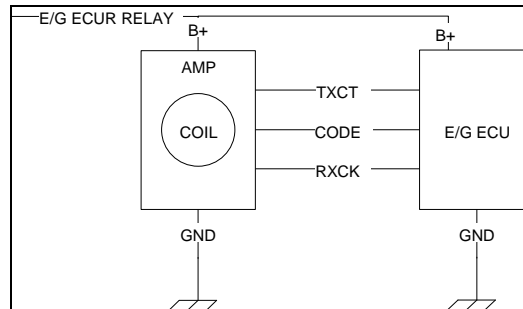 E/G ECUR RELAY
B+
B+
AMP
TXCT
COIL
CODE
E/G ECU
RXCK
GND
GND